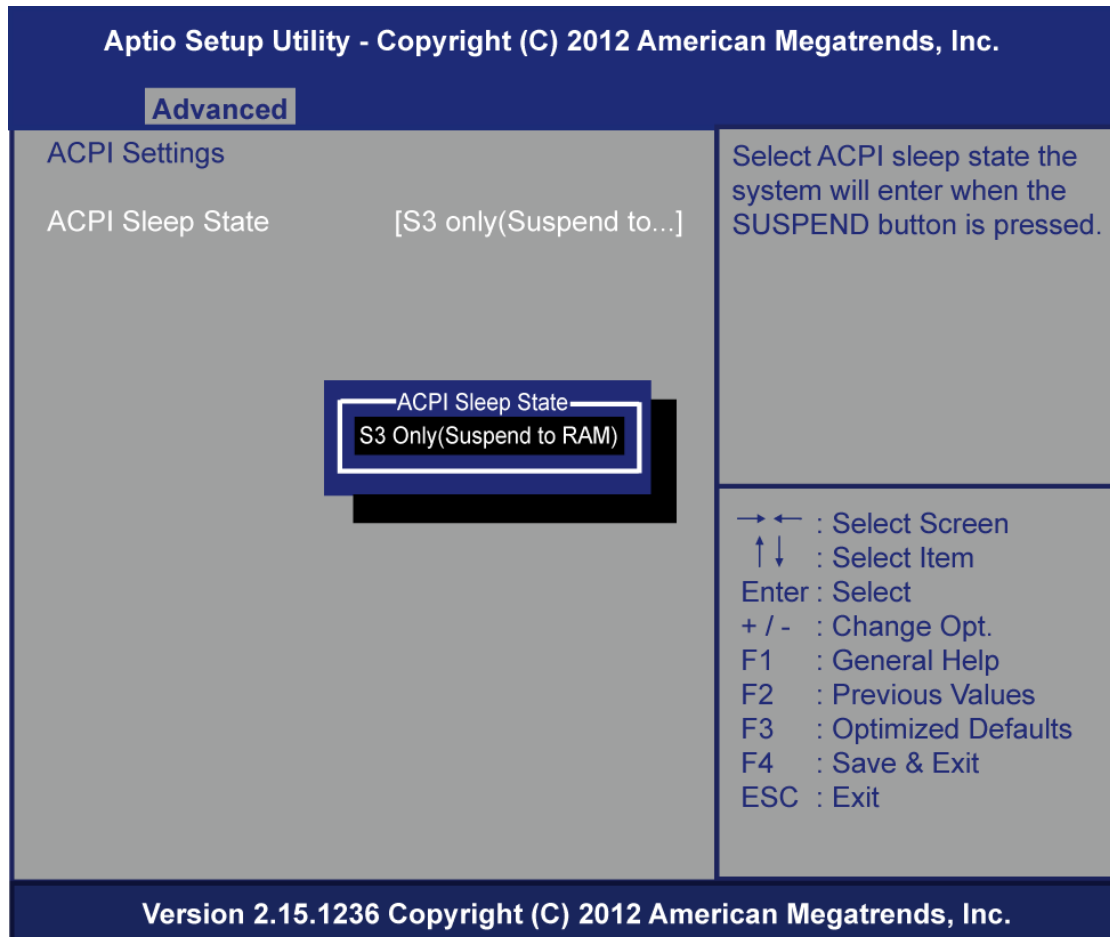 Aptio Setup Utility - Copyright (C) 2012 American Megatrends, Inc.
Advanced
ACPI Settings
ACPI Sleep State [S3 only(Suspend to...]
Select ACPI sleep state the
system will enter when the
SUSPEND button is pressed.
ACPI Sleep State
S3 Only(Suspend to RAM)
→ ← : Select Screen
↑↓ : Select Item
Enter : Select
+ / - : Change Opt.
F1 : General Help
F2 : Previous Values
F3 : Optimized Defaults
F4 : Save & Exit
ESC : Exit
Version 2.15.1236 Copyright (C) 2012 American Megatrends, Inc.